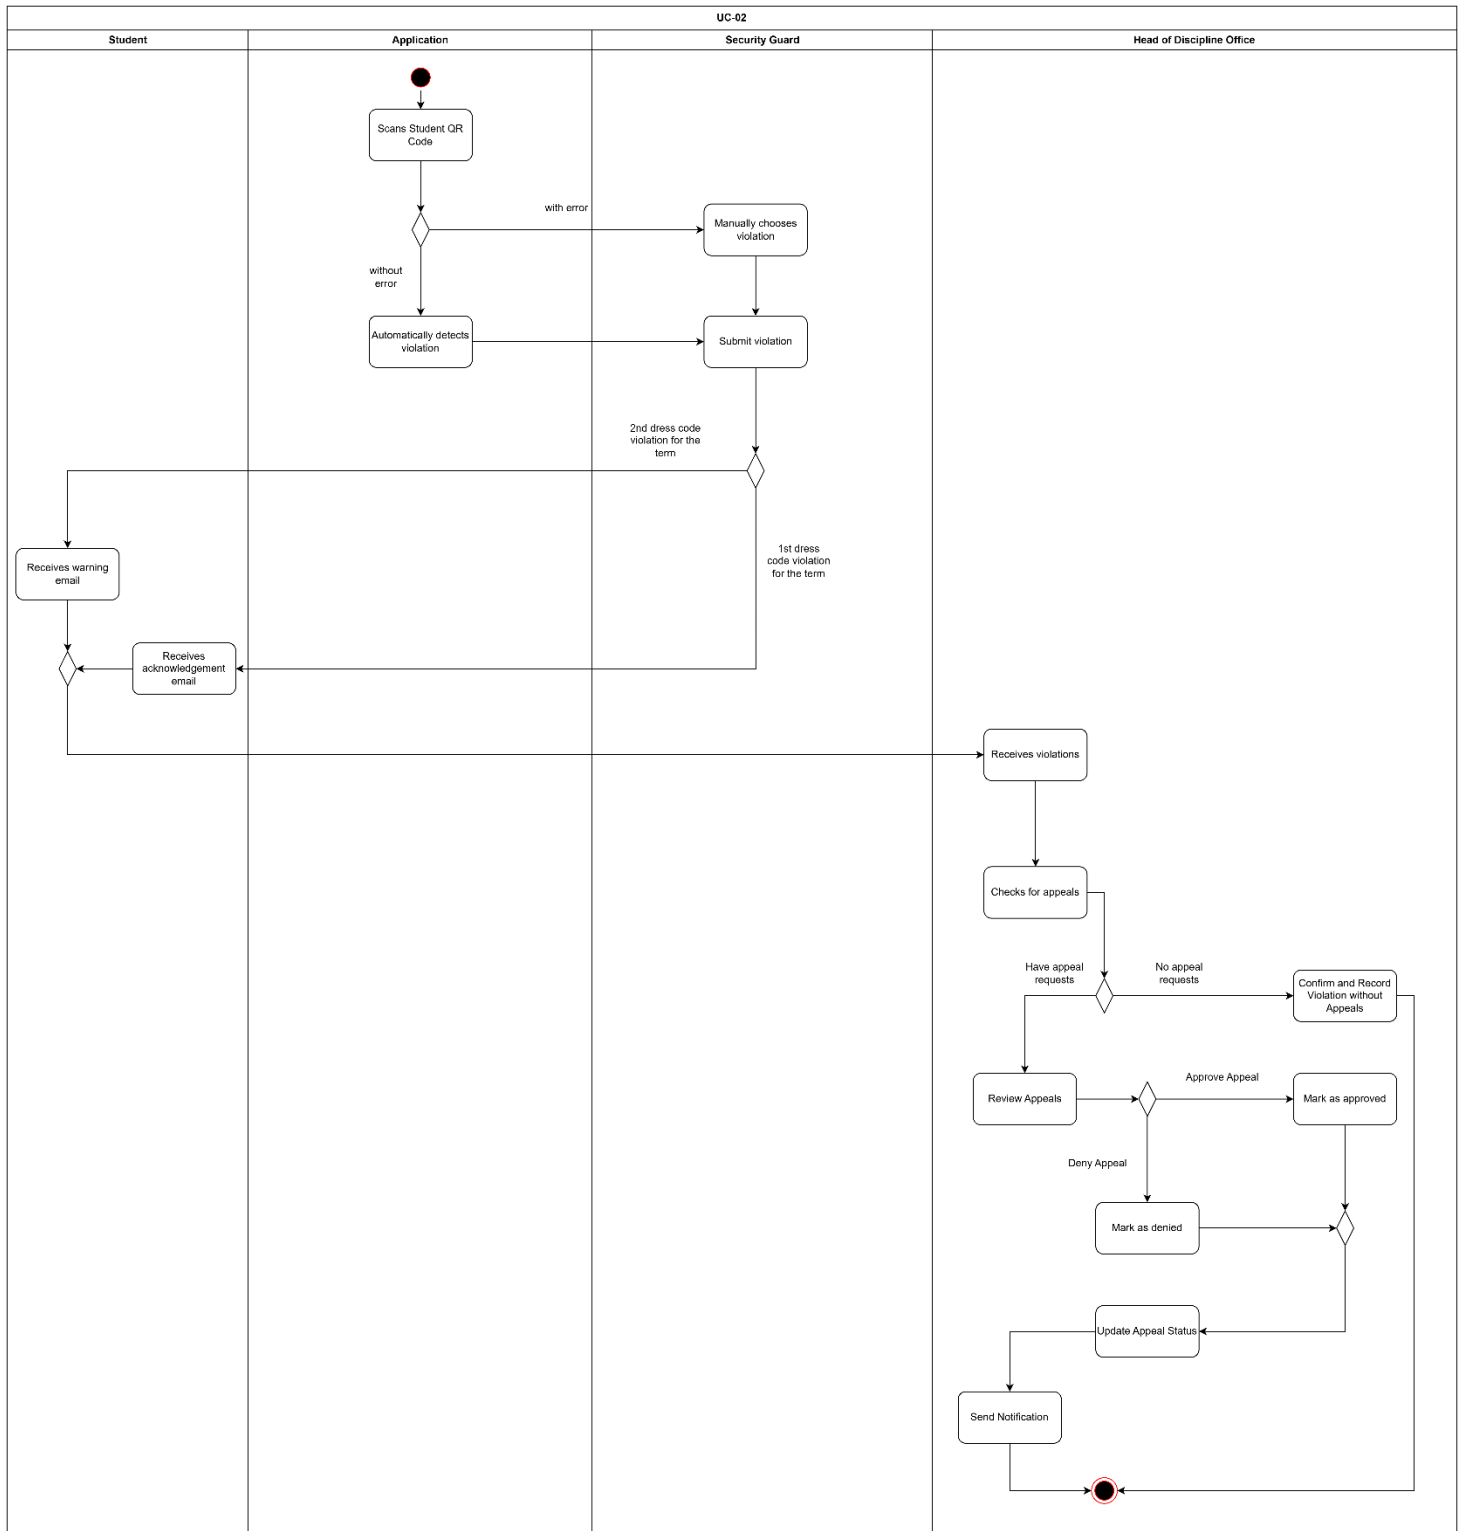 UC-02
Student
Application
Security Guard
Head of Discipline Office
Scans Student QR
Code
with error
Manually chooses
violation
without
error
Automatically detects
violation
Submit violation
2nd dress code
violation for the
term
1st dress
code violation
for the term
Receives warning
email
Receives
acknowledgement
email
Receives violations
Checks for appeals
Have appeal
requests
No appeal
requests
Confirm and Record
Violation without
Appeals
Review Appeals
Approve Appeal
Mark as approved
Deny Appeal
Mark as denied
Update Appeal Status
Send Notification